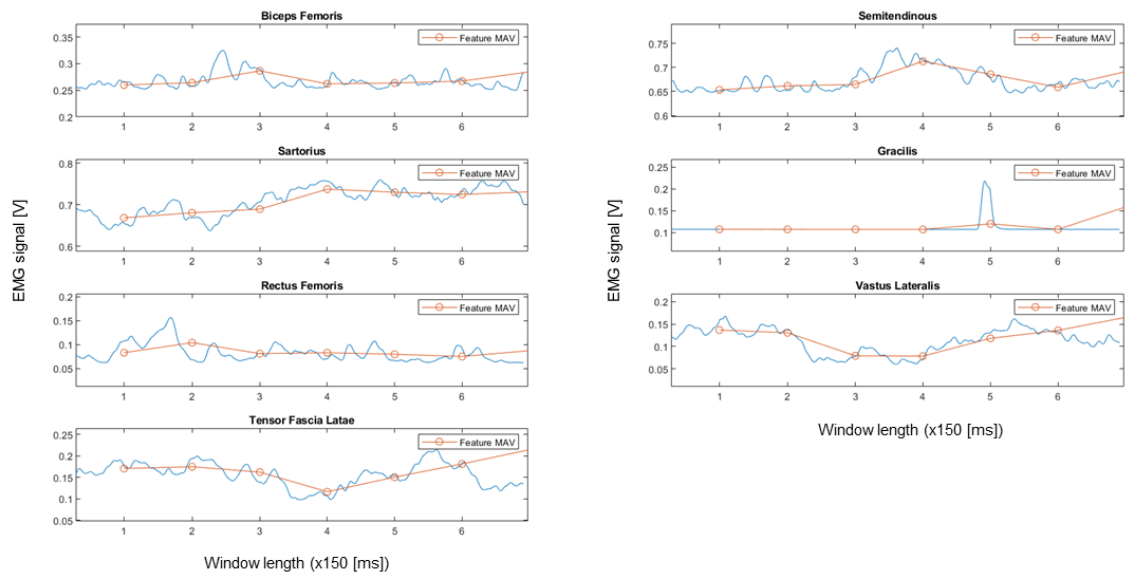 Biceps Femoris
0.35
0.3
0.25
0.2
Feature MAV
1 2 3 4 5 6
Sartorius
0.8
0.7
0.6
Feature MAV
1 2 3 4 5 6
Rectus Femoris
0.2
0.15
0.1
0.05
Feature MAV
1 2 3 4 5 6
Tensor Fascia Latae
0.25
0.2
0.15
0.1
0.05
Feature MAV
1 2 3 4 5 6
EMG signal [V]
Window length (x150 [ms])
Semitendinous
0.75
0.7
0.65
0.6
Feature MAV
1 2 3 4 5 6
Gracilis
0.25
0.2
0.15
0.1
Feature MAV
1 2 3 4 5 6
Vastus Lateralis
0.2
0.15
0.1
0.05
Feature MAV
1 2 3 4 5 6
EMG signal [V]
Window length (x150 [ms])